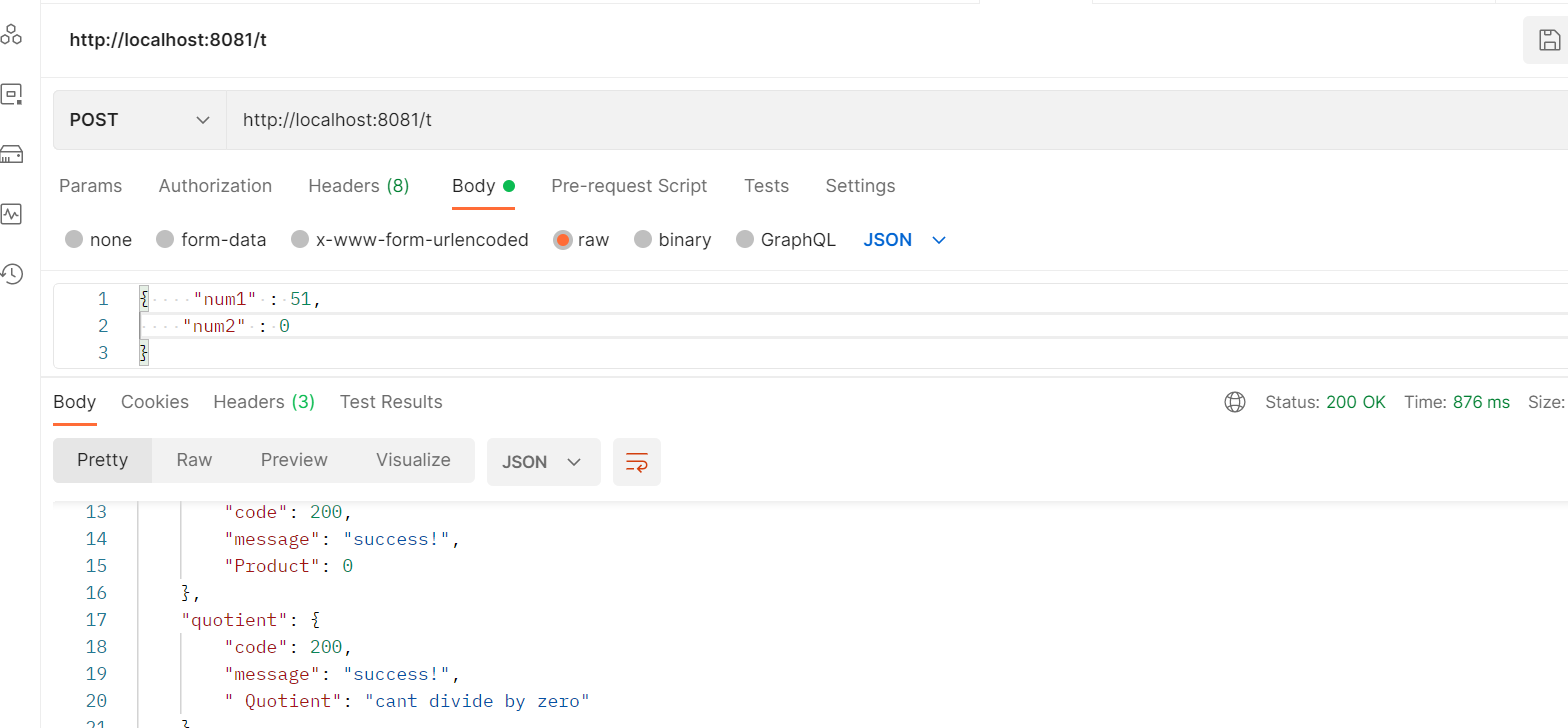 http://localhost:8081/t
POST http://localhost:8081/t
Params Authorization Headers (8) Body Pre-request Script Tests Settings
none form-data x-www-form-urlencoded raw binary GraphQL JSON
1 { "num1" : 51,
2 "num2" : 0
3 }
Body Cookies Headers (3) Test Results Status: 200 OK Time: 876 ms Size:
Pretty Raw Preview Visualize JSON
13 "code": 200,
14 "message": "success!",
15 "Product": 0
16 },
17 "quotient": {
18 "code": 200,
19 "message": "success!",
20 " Quotient": "cant divide by zero"
21 }